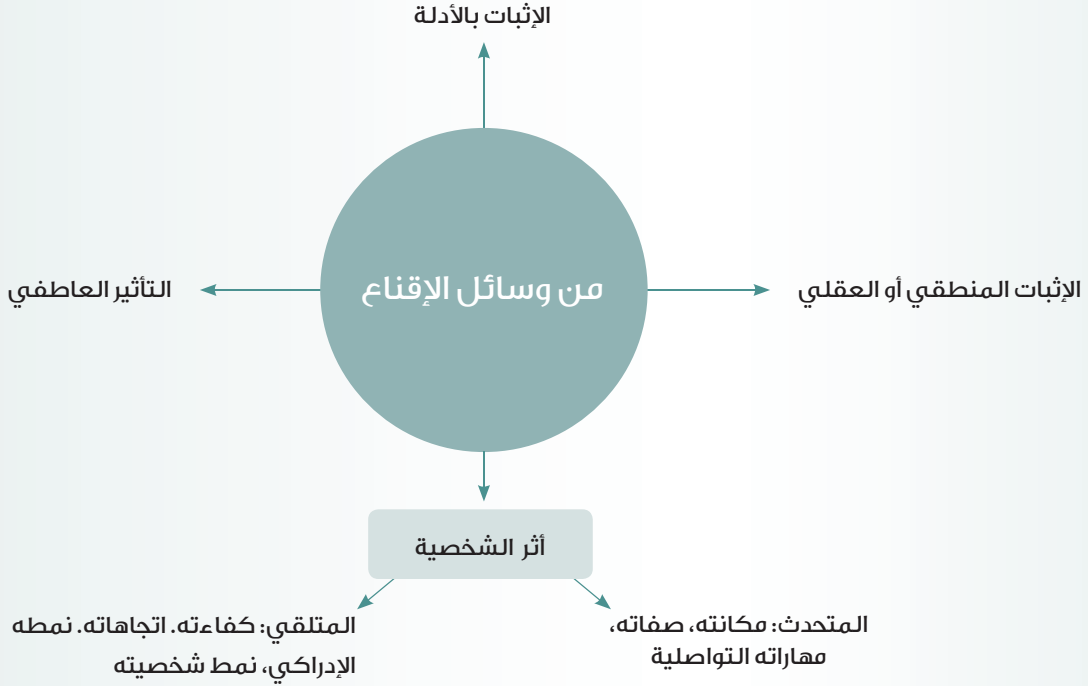 الإثبات بالأدلة
من وسائل الإقناع
الإثبات المنطقي أو العقلي
التأثير العاطفي
أثر الشخصية
المتحدث: مكانته، صفاته،
مهاراته التواصلية
المتلقي: كفاءته. اتجاهاته. نمطه
الإدراكي، نمط شخصيته